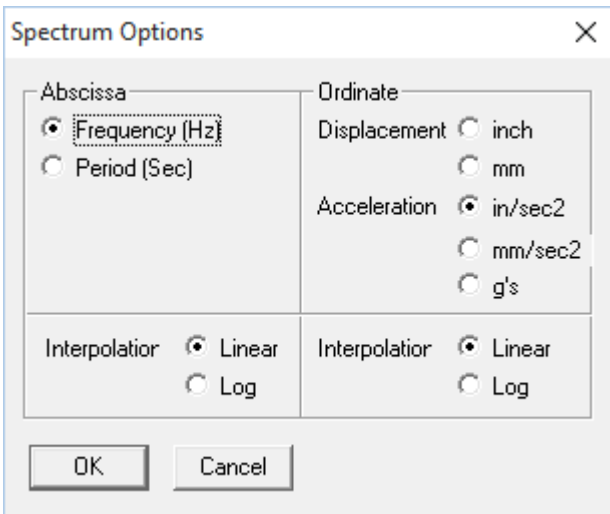 Spectrum Options
Abscissa
Frequency (Hz)
Period (Sec)
Interpolatior
Linear
Log
Ordinate
Displacement
inch
mm
Acceleration
in/sec2
mm/sec2
g's
Interpolatior
Linear
Log
OK
Cancel